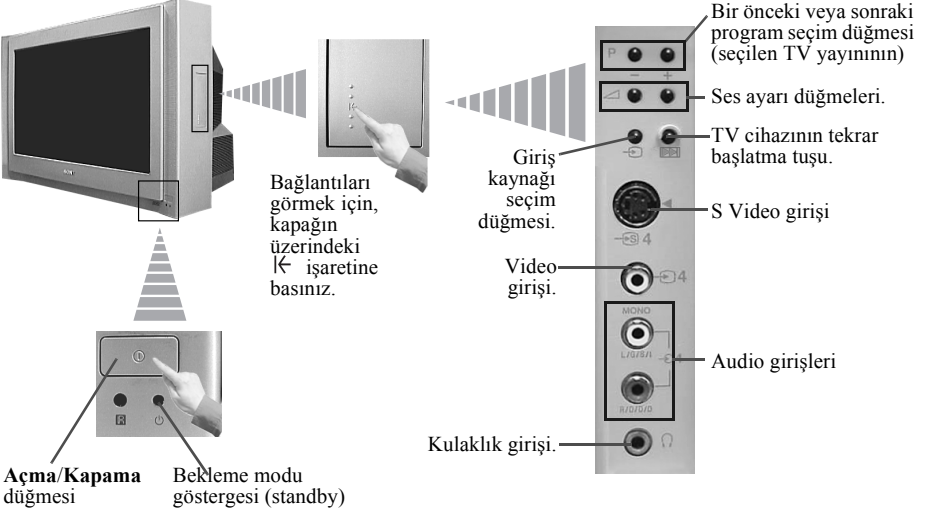 Bir önceki veya sonraki
program seçim düğmesi
(seçilen TV yayınının)
P
- +
Ses ayarı düğmeleri.
TV cihazının tekrar
başlatma tuşu.
Giriş
kaynağı
seçim
düğmesi.
S Video girişi
S 4
Video
girişi.
4
MONO
L/G/S/I
4
R/D/D/D
Audio girişleri
Kulaklık girişi.
SONY
Bağlantıları
görmek için,
kapağın
üzerindeki
işaretine
basınız.
R
Açma/Kapama
düğmesi
Bekleme modu
göstergesi (standby)